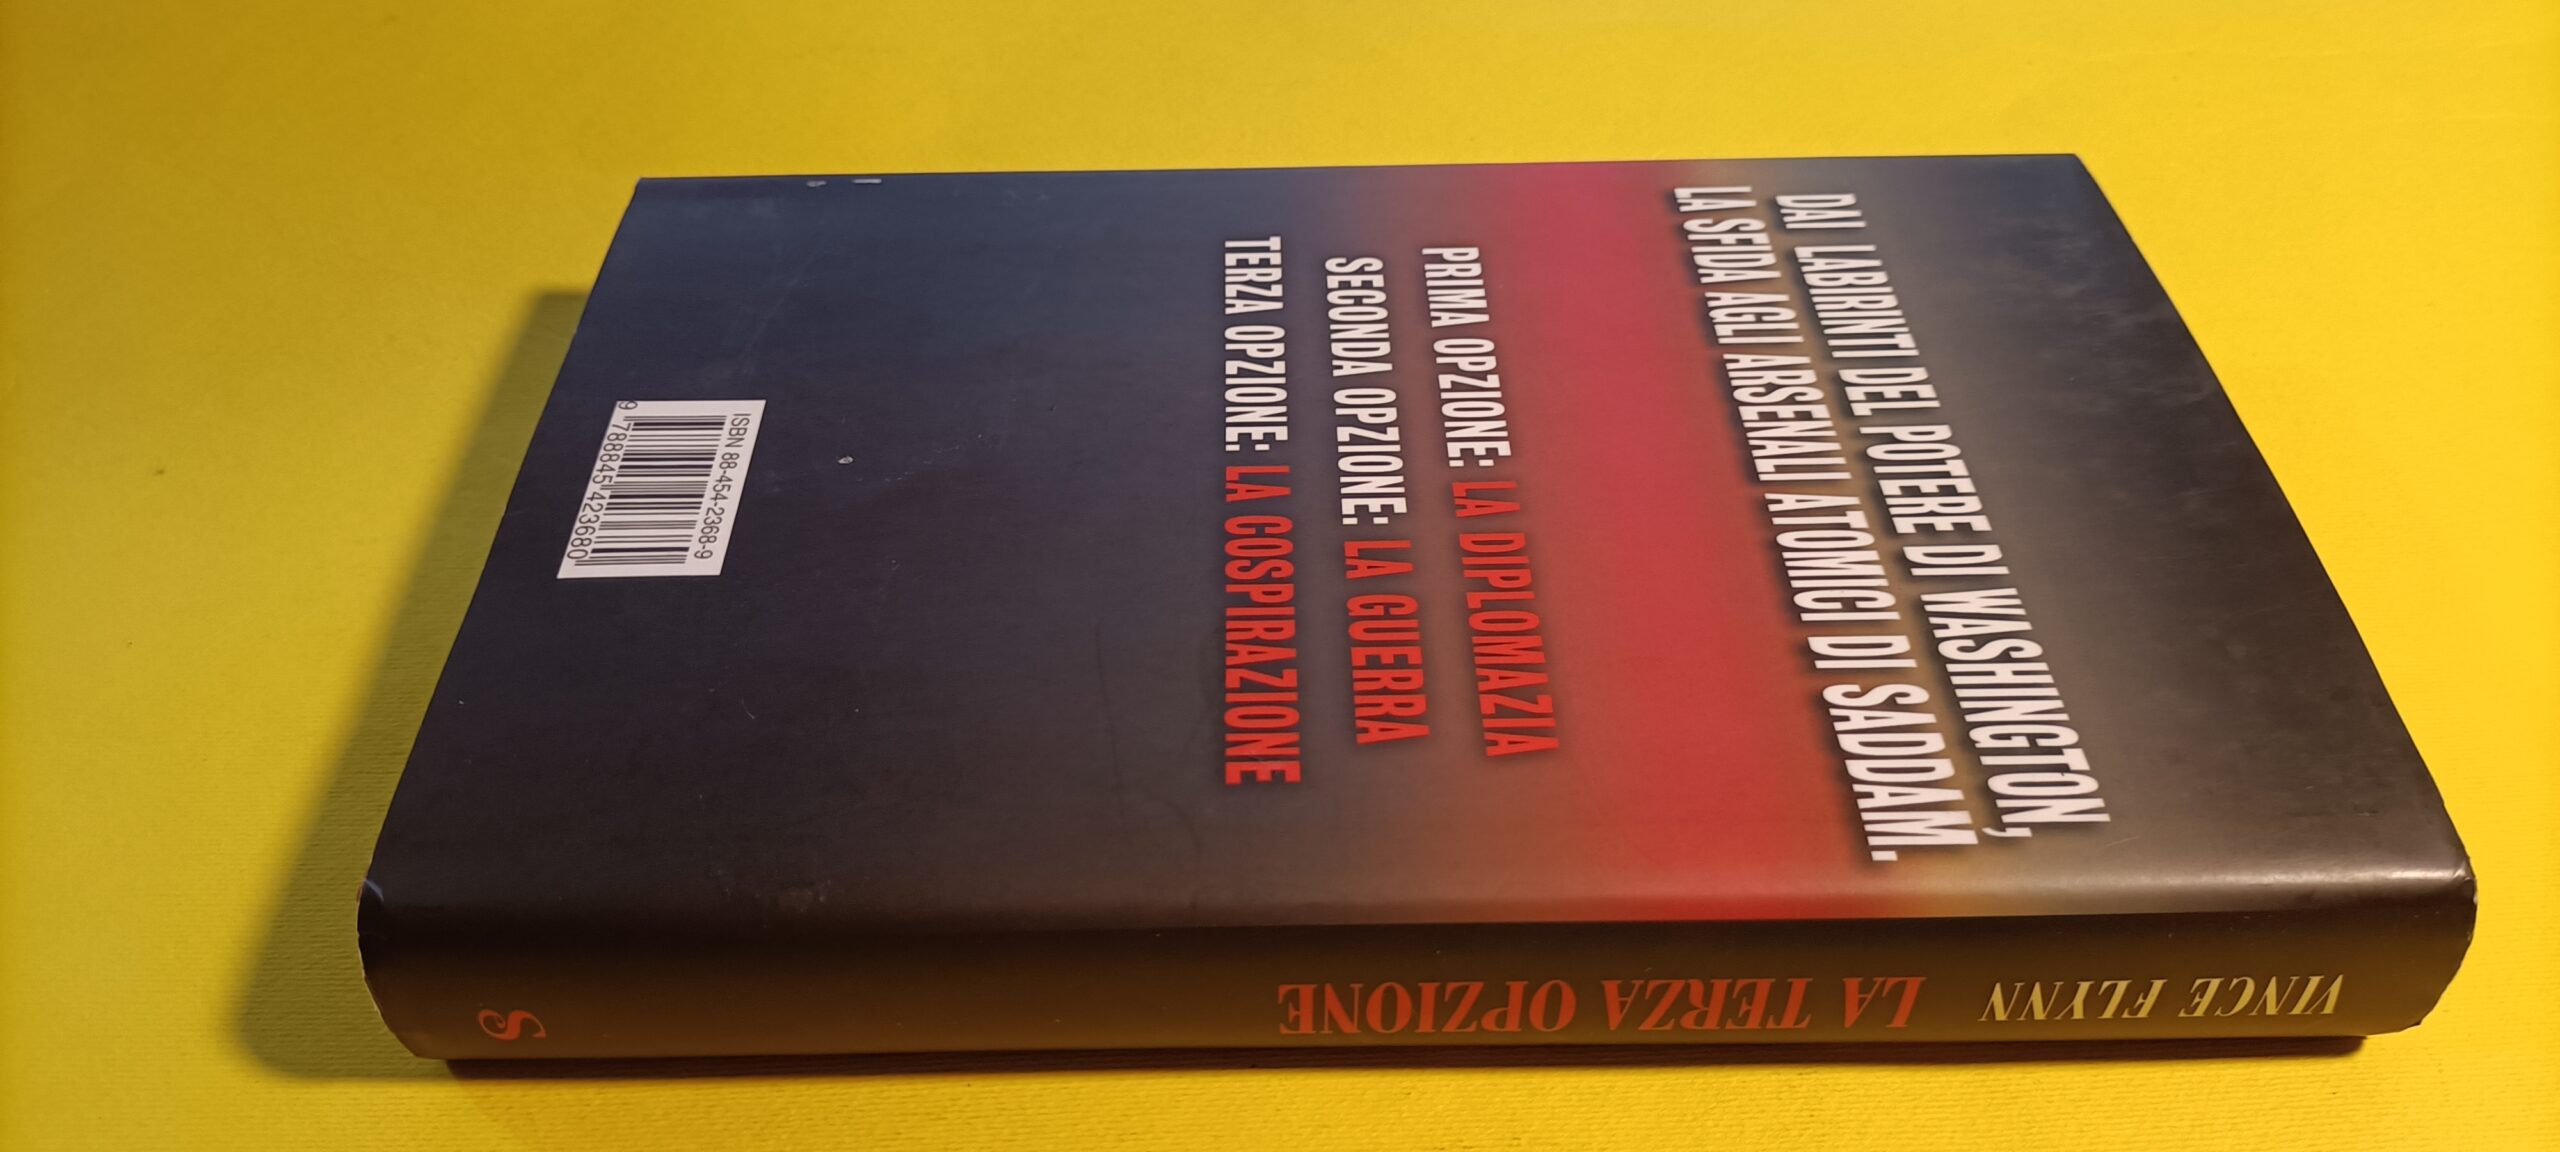 DAI LABIRINTI DEL POTERE DI WASHINGTON,
LA SFIDA AGLI ARSENALI ATOMICI DI SADDAM.
PRIMA OPZIONE: LA DIPLOMAZIA
SECONDA OPZIONE: LA GUERRA
TERZA OPZIONE: LA COSPIRAZIONE
ISBN 88-454-2368-9
9 788845 423680
VINCE FLYNN LA TERZA OPZIONE S